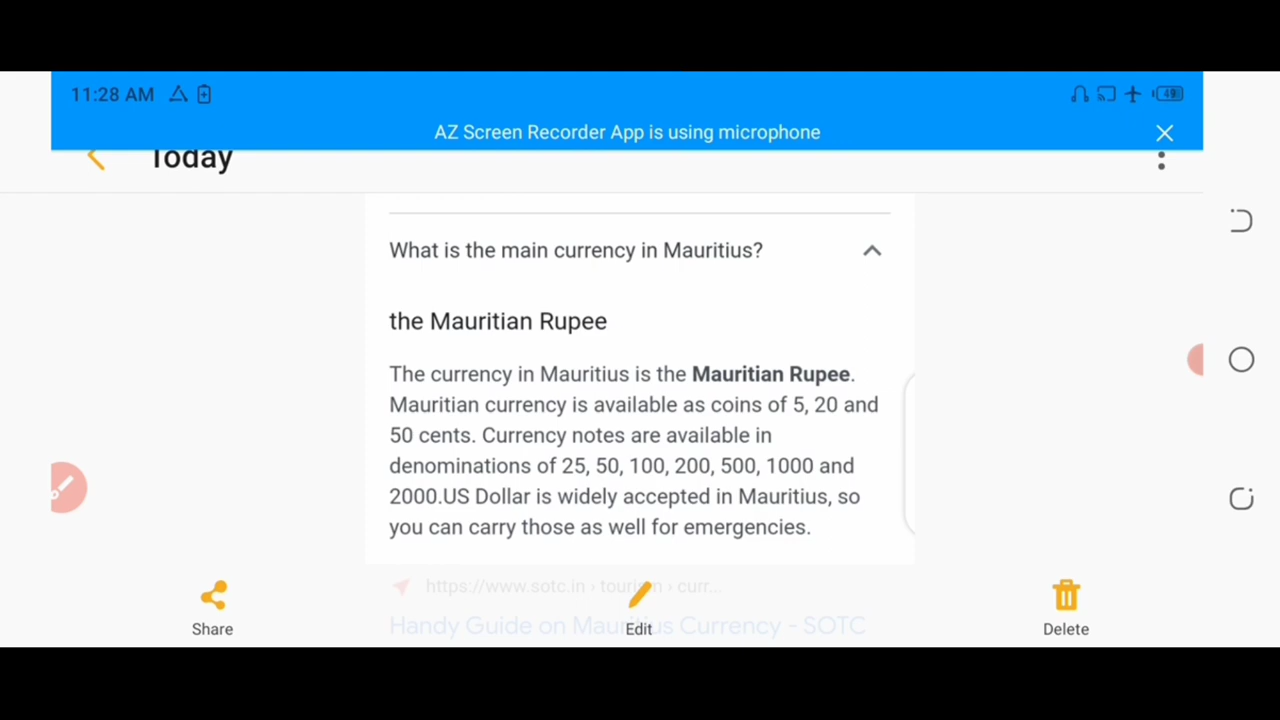 11:28 AM
49
AZ Screen Recorder App is using microphone
Today
What is the main currency in Mauritius?
the Mauritian Rupee
The currency in Mauritius is the Mauritian Rupee.
Mauritian currency is available as coins of 5, 20 and
50 cents. Currency notes are available in
denominations of 25, 50, 100, 200, 500, 1000 and
2000.US Dollar is widely accepted in Mauritius, so
you can carry those as well for emergencies.
https://www.sotc.in › tourism › curr...
Handy Guide on Mauritius Currency - SOTC
Share
Edit
Delete